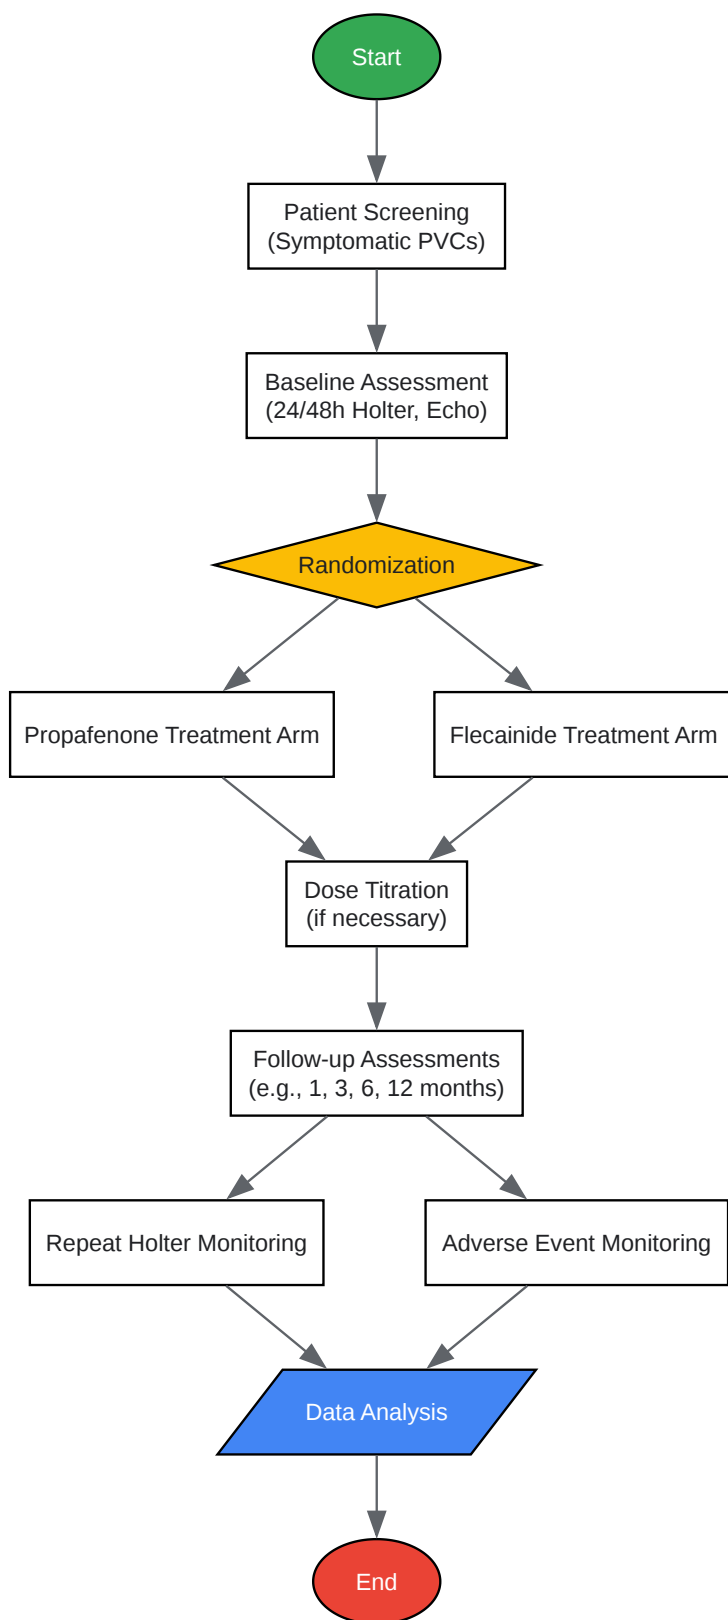 Start
Patient Screening
(Symptomatic PVCs)
Baseline Assessment
(24/48h Holter, Echo)
Randomization
Propafenone Treatment Arm
Flecainide Treatment Arm
Dose Titration
(if necessary)
Follow-up Assessments
(e.g., 1, 3, 6, 12 months)
Repeat Holter Monitoring
Adverse Event Monitoring
Data Analysis
End